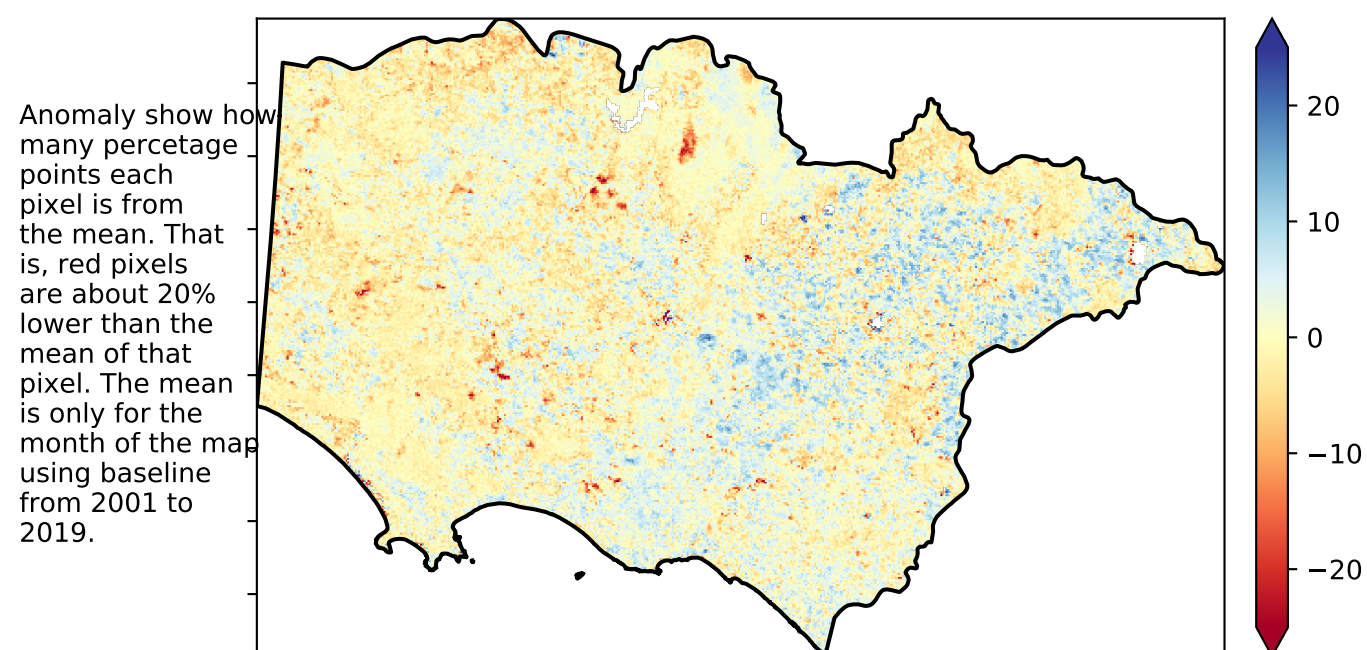 Anomaly show how
many percetage
points each
pixel is from
the mean. That
is, red pixels
are about 20%
lower than the
mean of that
pixel. The mean
is only for the
month of the map
using baseline
from 2001 to
2019.
20
10
0
−10
−20